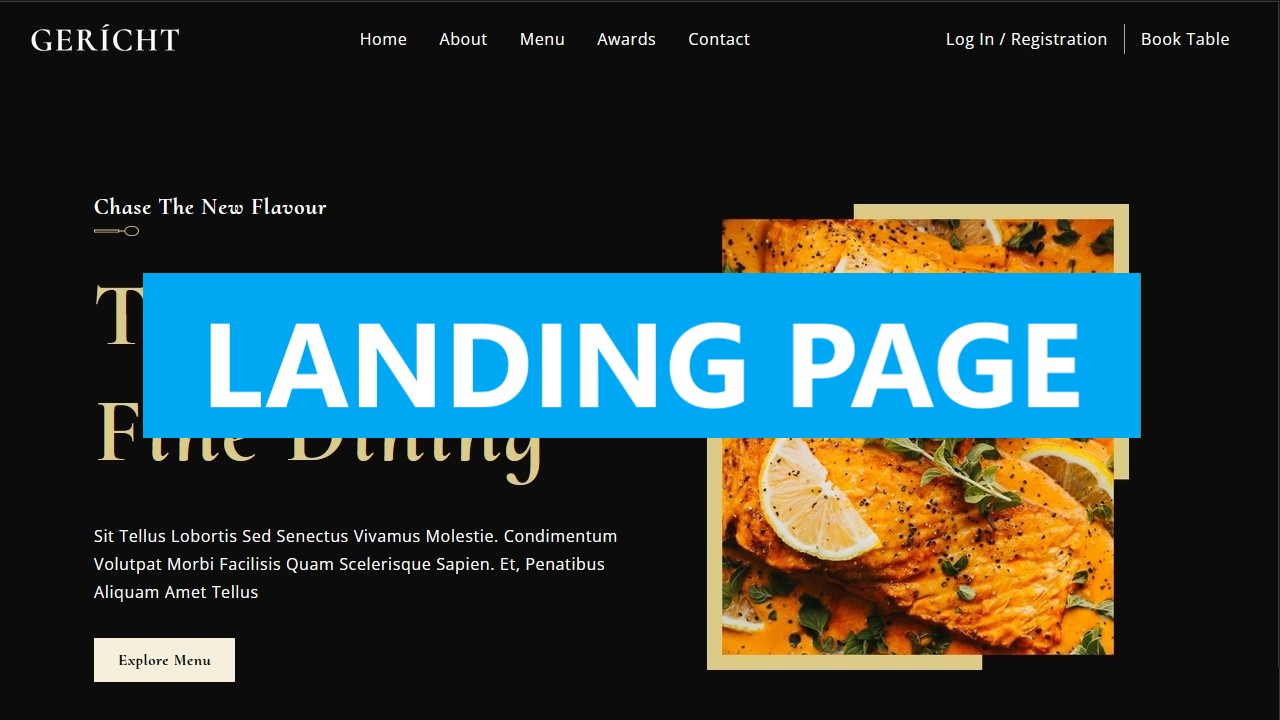 GERÍCHT
Home About Menu Awards Contact
Log In / Registration Book Table
Chase The New Flavour
LANDING PAGE
Fine Dining
Sit Tellus Lobortis Sed Senectus Vivamus Molestie. Condimentum
Volutpat Morbi Facilisis Quam Scelerisque Sapien. Et, Penatibus
Aliquam Amet Tellus
Explore Menu